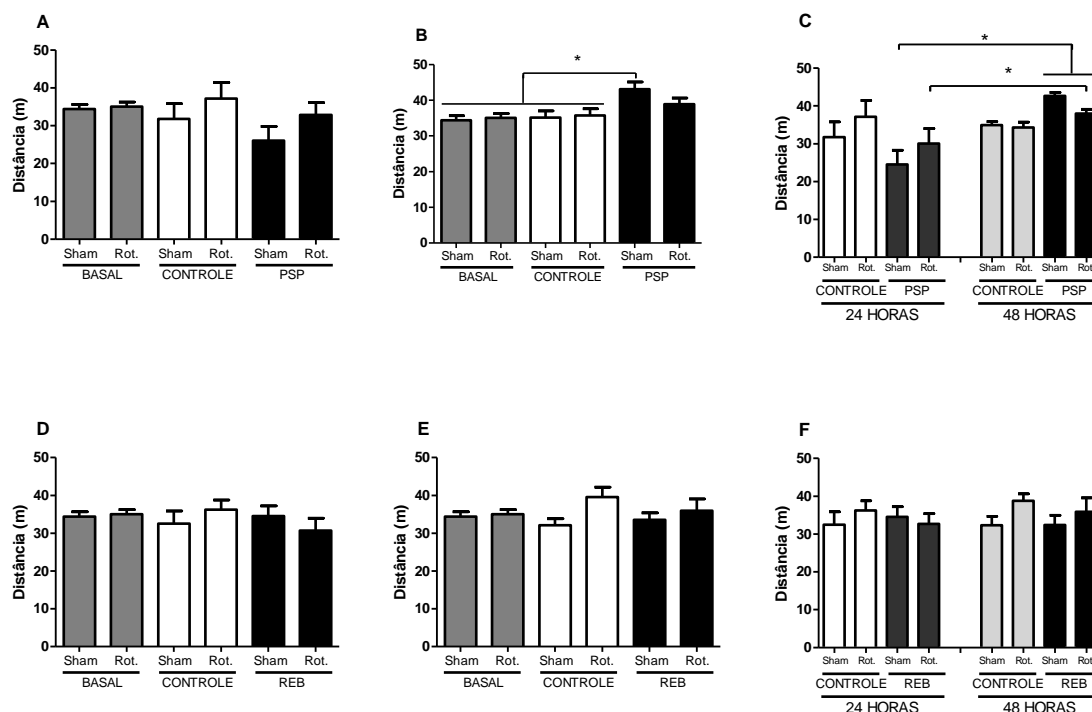 A
Distância (m)
50
40
30
20
10
0
Sham Rot. Sham Rot. Sham Rot.
BASAL CONTROLE PSP
B
*
Distância (m)
50
40
30
20
10
0
Sham Rot. Sham Rot. Sham Rot.
BASAL CONTROLE PSP
C
*
*
Distância (m)
50
40
30
20
10
0
Sham Rot. Sham Rot. Sham Rot. Sham Rot
CONTROLE PSP CONTROLE PSP
24 HORAS 48 HORAS
D
Distância (m)
50
40
30
20
10
0
Sham Rot. Sham Rot. Sham Rot.
BASAL CONTROLE REB
E
Distância (m)
50
40
30
20
10
0
Sham Rot. Sham Rot. Sham Rot.
BASAL CONTROLE REB
F
Distância (m)
50
40
30
20
10
0
Sham Rot. Sham Rot. Sham Rot. Sham Rot
CONTROLE REB CONTROLE REB
24 HORAS 48 HORAS